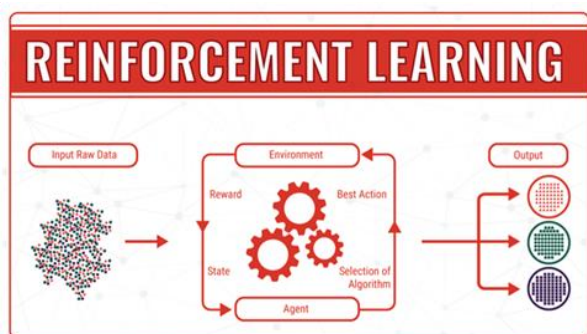 REINFORCEMENT LEARNING
Input Raw Data
Environment
Output
Reward
Best Action
State
Selection of
Algorithm
Agent